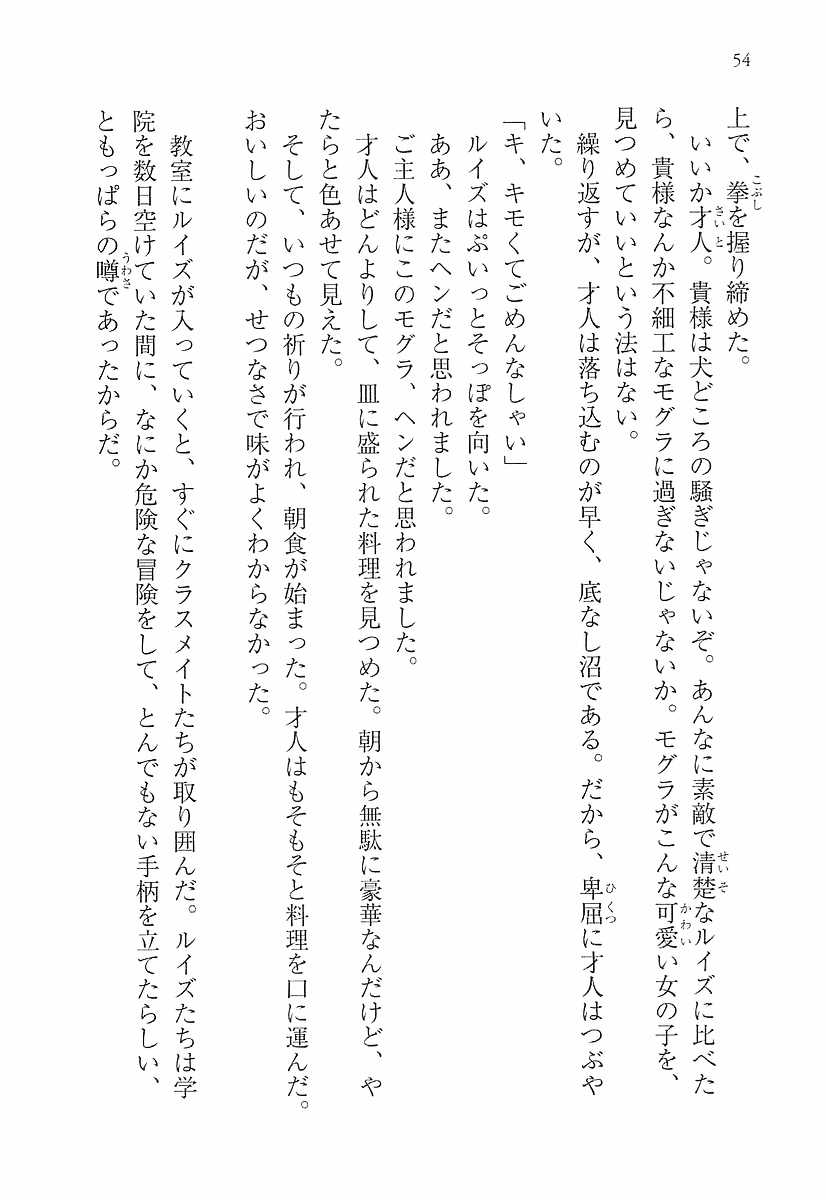 54
上で、拳を握り締めた。
いいか才人。貴様は犬どころの騒ぎじゃないぞ。あんなに素敵で清楚なルイズに比べた
ら、貴様なんか不細工なモグラに過ぎないじゃないか。モグラがこんな可愛い女の子を、
見つめていいという法はない。
繰り返すが、才人は落ち込むのが早く、底なし沼である。だから、卑屈に才人はつぶや
いた。
「キ、キモくてごめんなしゃい」
ルイズはぷいっとそっぽを向いた。
ああ、またヘンだと思われました。
ご主人様にこのモグラ、ヘンだと思われました。
才人はどんよりして、皿に盛られた料理を見つめた。朝から無駄に豪華なんだけど、や
たらと色あせて見えた。
そして、いつもの祈りが行われ、朝食が始まった。才人はもそもそと料理を口に運んだ。
おいしいのだが、せつなさで味がよくわからなかった。
教室にルイズが入っていくと、すぐにクラスメイトたちが取り囲んだ。ルイズたちは学
院を数日空けていた間に、なにか危険な冒険をして、とんでもない手柄を立てたらしい、
ともっぱらの噂であったからだ。